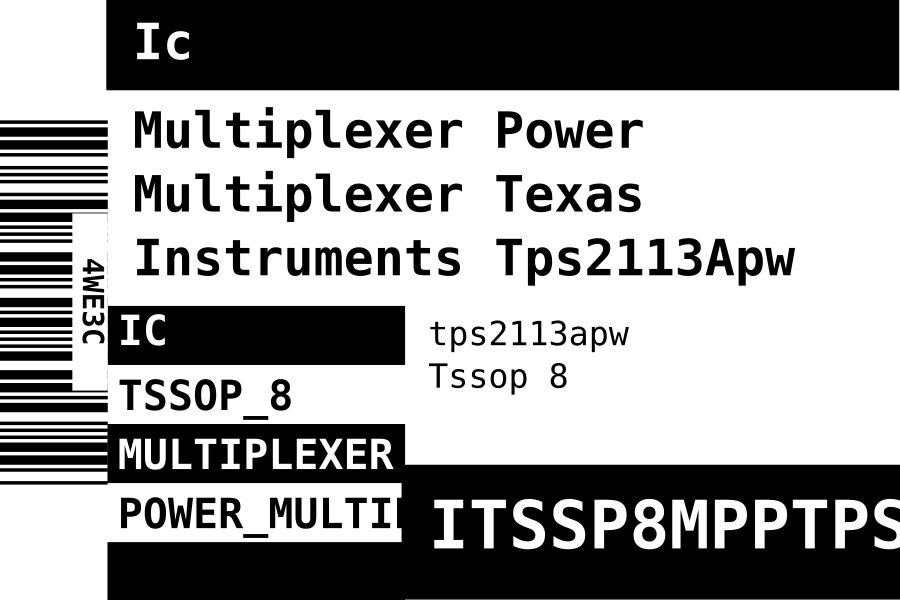 Ic
Multiplexer Power
Multiplexer Texas
Instruments Tps2113Apw
4WE3C
IC
TSSOP_8
MULTIPLEXER
POWER_MULTI
tps2113apw
Tssop 8
ITSSP8MPPTPS